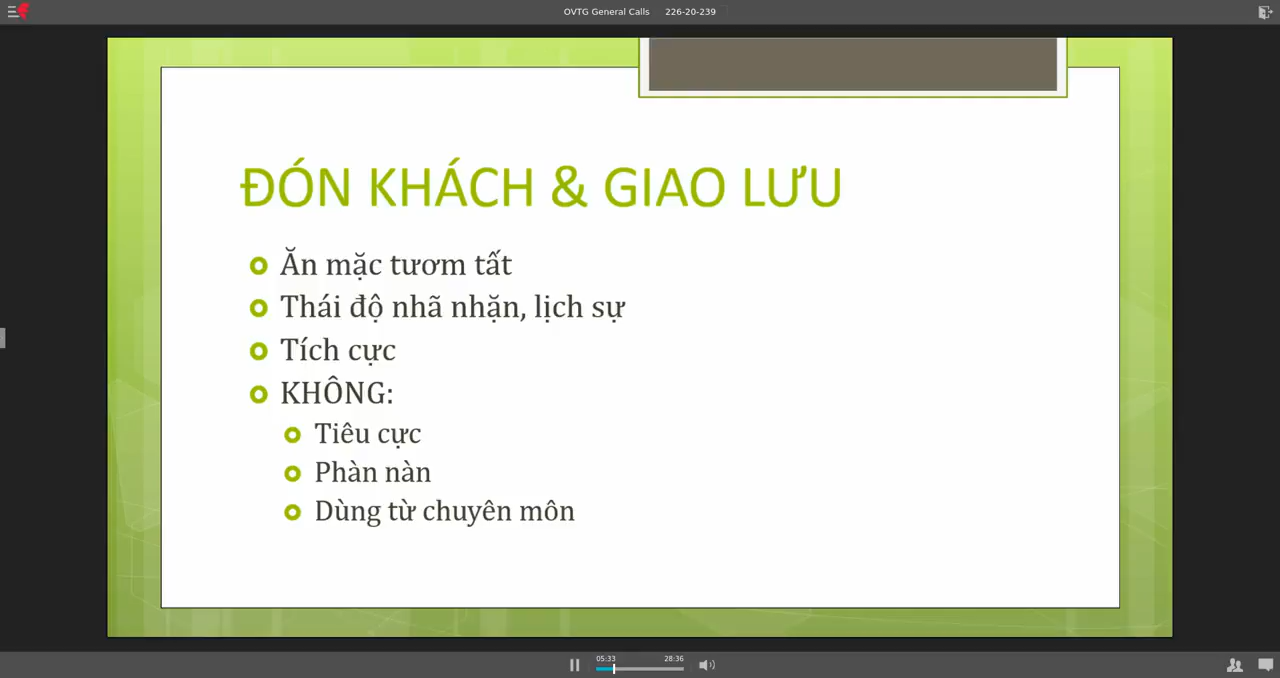 OVTG General Calls 226-20-239
ĐÓN KHÁCH & GIAO LƯU
Ăn mặc tươm tất
Thái độ nhã nhặn, lịch sự
Tích cực
KHÔNG:
Tiêu cực
Phàn nàn
Dùng từ chuyên môn
05:33 28:36